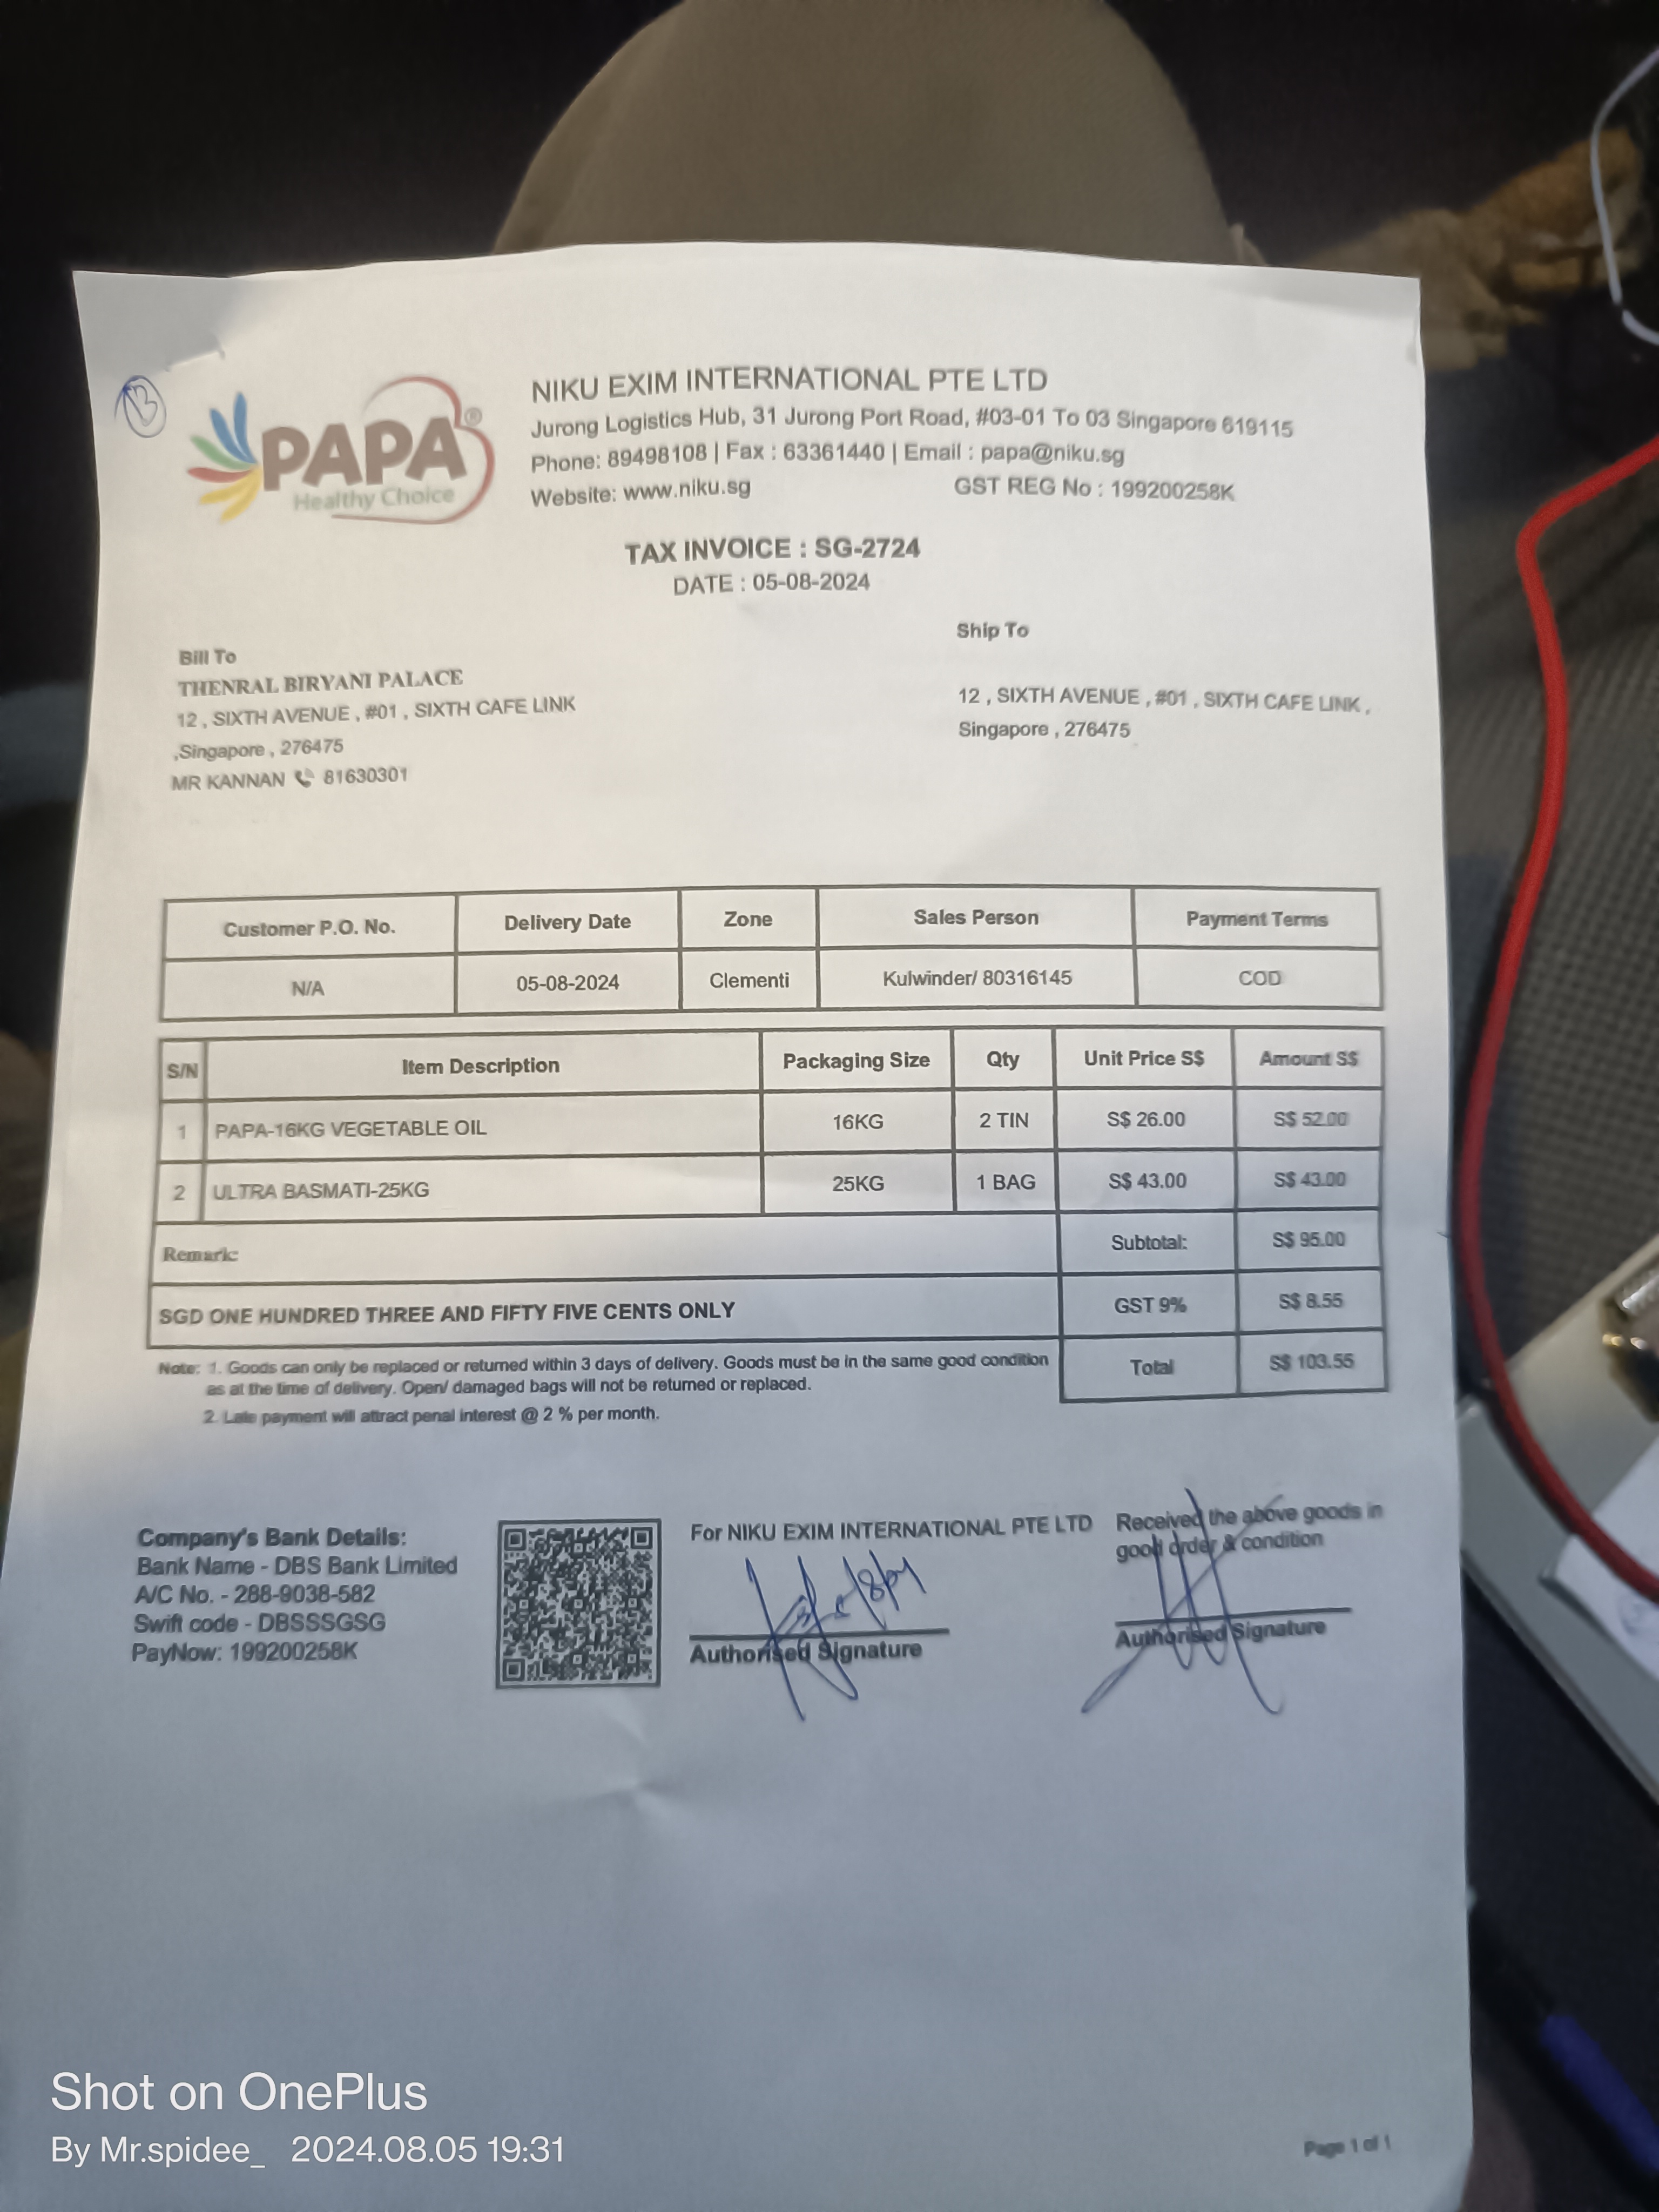 PAPA®
Healthy Choice
NIKU EXIM INTERNATIONAL PTE LTD
Jurong Logistics Hub, 31 Jurong Port Road, #03-01 To 03 Singapore 619115
Phone: 89498108 | Fax : 63361440 | Email : papa@niku.sg
Website: www.niku.sg GST REG No : 199200258K
TAX INVOICE : SG-2724
DATE : 05-08-2024
Bill To
THENRAL BIRYANI PALACE
12 , SIXTH AVENUE , #01 , SIXTH CAFE LINK
,Singapore , 276475
MR KANNAN 81630301
Ship To
12 , SIXTH AVENUE , #01 , SIXTH CAFE LINK ,
Singapore , 276475
Customer P.O. No. Delivery Date Zone Sales Person Payment Terms
N/A 05-08-2024 Clementi Kulwinder/ 80316145 COD
S/N Item Description Packaging Size Qty Unit Price S$ Amount S$
1 PAPA-16KG VEGETABLE OIL 16KG 2 TIN S$ 26.00 S$ 52.00
2 ULTRA BASMATI-25KG 25KG 1 BAG S$ 43.00 S$ 43.00
Remark: Subtotal: S$ 95.00
SGD ONE HUNDRED THREE AND FIFTY FIVE CENTS ONLY GST 9% S$ 8.55
Total S$ 103.55
Note: 1. Goods can only be replaced or returned within 3 days of delivery. Goods must be in the same good condition
as at the time of delivery. Open/ damaged bags will not be returned or replaced.
2. Late payment will attract penal interest @ 2 % per month.
Company's Bank Details:
Bank Name - DBS Bank Limited
A/C No. - 288-9038-582
Swift code - DBSSSGSG
PayNow: 199200258K
For NIKU EXIM INTERNATIONAL PTE LTD
Authorised Signature
Received the above goods in
good order & condition
Authorised Signature
Page 1 of 1
Shot on OnePlus
By Mr.spidee_ 2024.08.05 19:31